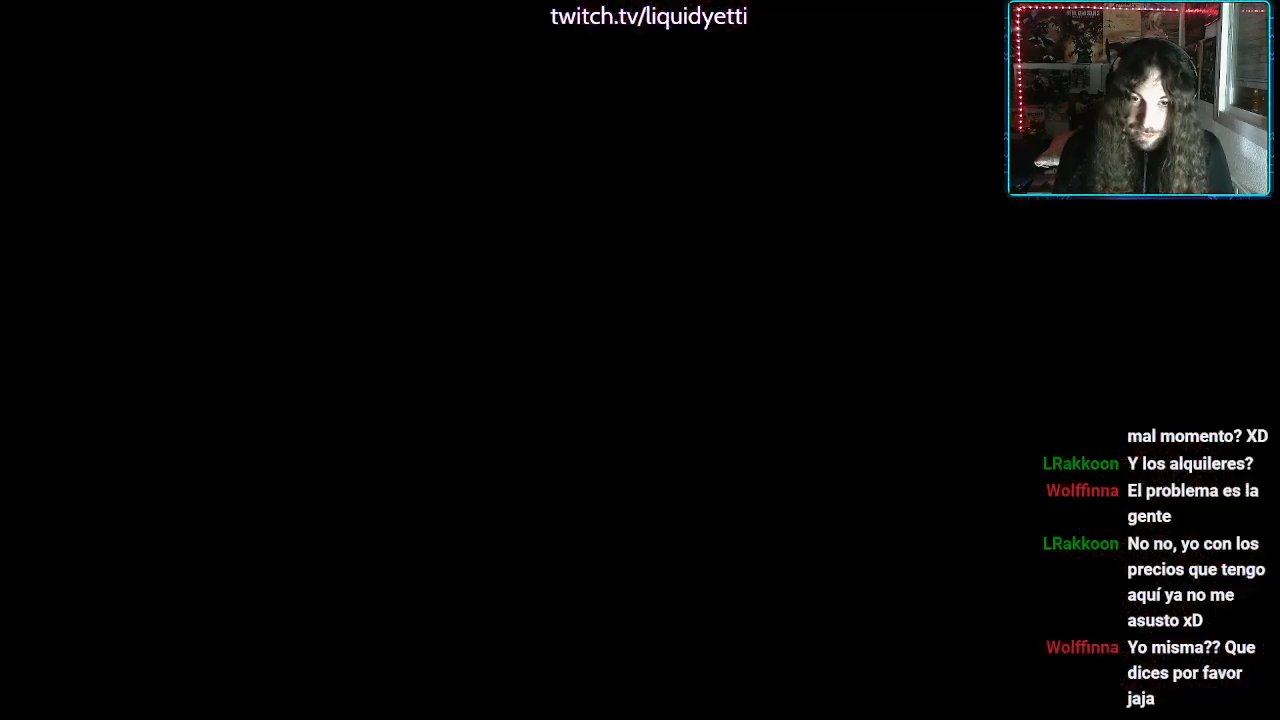 twitch.tv/liquidyetti
mal momento? XD
LRakkoon Y los alquileres?
Wolffinna El problema es la
gente
LRakkoon No no, yo con los
precios que tengo
aquí ya no me
asusto xD
Wolffinna Yo misma?? Que
dices por favor
jaja